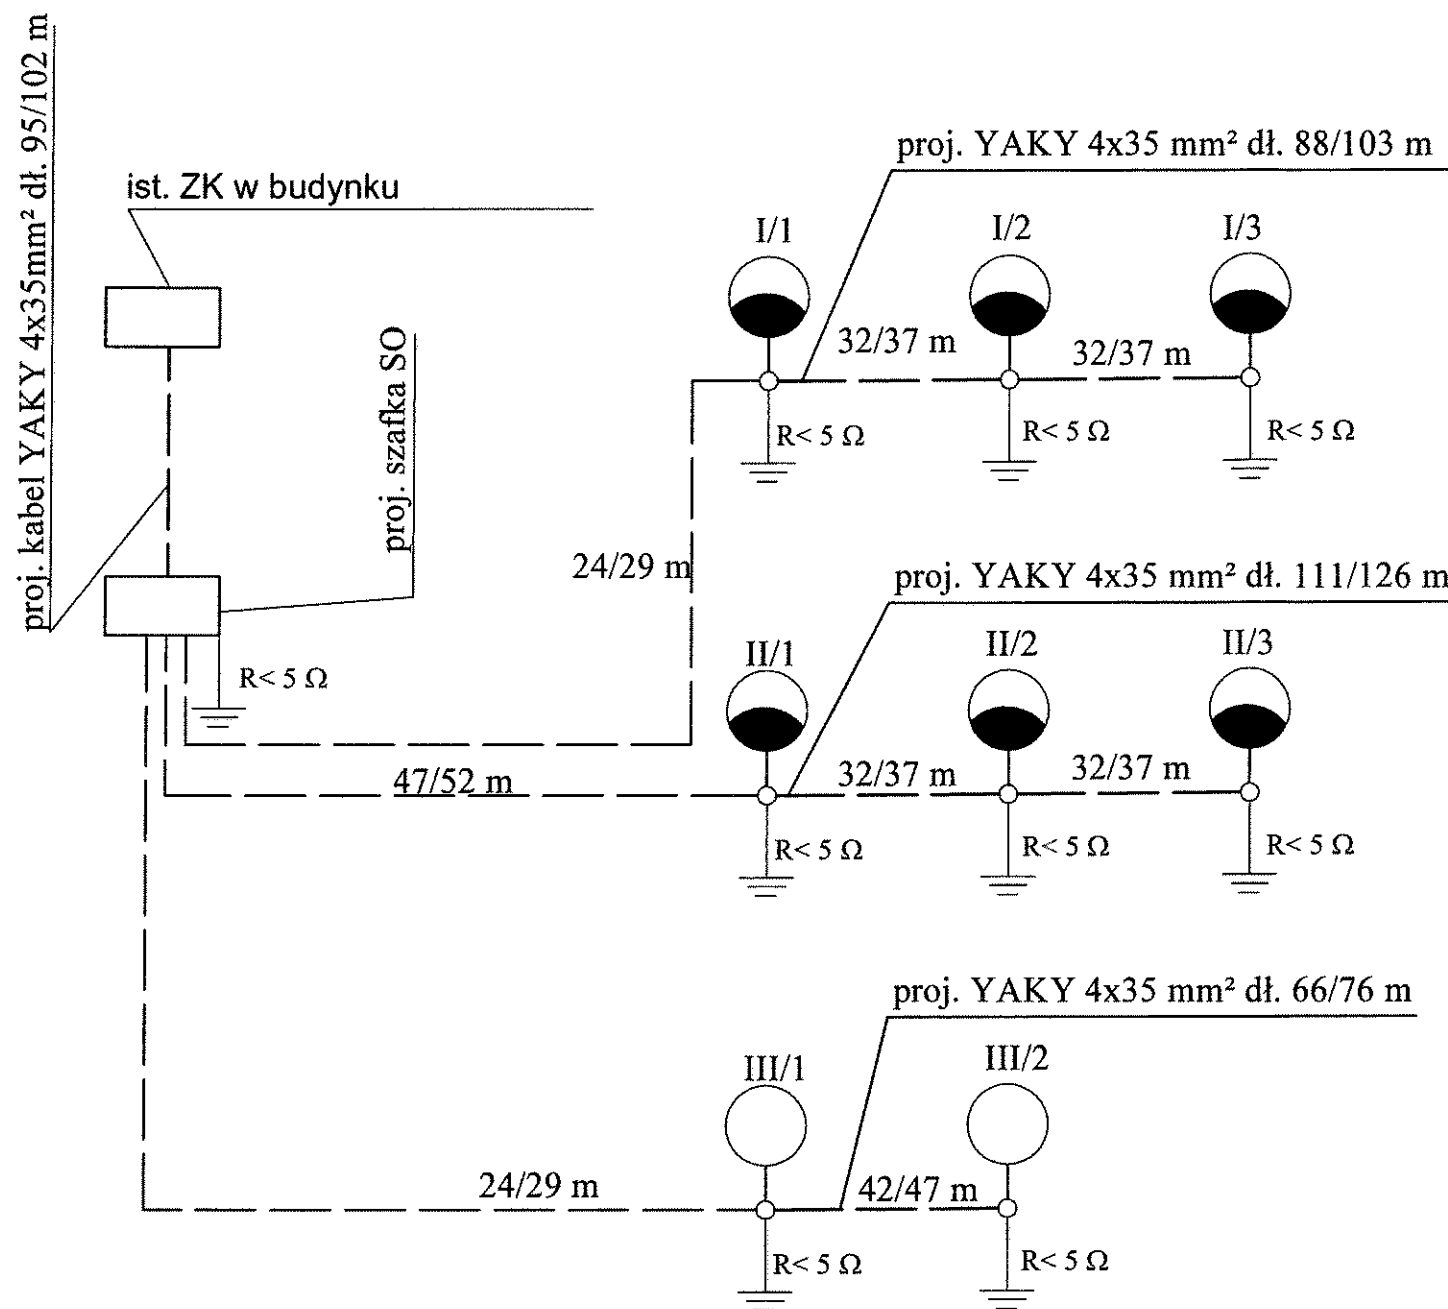 proj. kabel YAKY 4x35mm² dł. 95/102 m
ist. ZK w budynku
proj. szafka SO
R< 5 Ω
proj. YAKY 4x35 mm² dł. 88/103 m
I/1
I/2
I/3
32/37 m
32/37 m
R< 5 Ω
R< 5 Ω
R< 5 Ω
24/29 m
proj. YAKY 4x35 mm² dł. 111/126 m
II/1
II/2
II/3
47/52 m
32/37 m
32/37 m
R< 5 Ω
R< 5 Ω
R< 5 Ω
proj. YAKY 4x35 mm² dł. 66/76 m
III/1
III/2
24/29 m
42/47 m
R< 5 Ω
R< 5 Ω